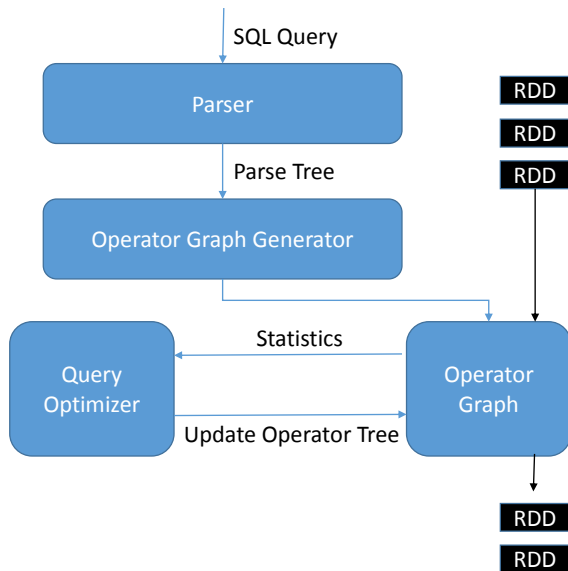 SQL Query
Parser
RDD
RDD
RDD
Parse Tree
Operator Graph Generator
Statistics
Query
Optimizer
Operator
Graph
Update Operator Tree
RDD
RDD